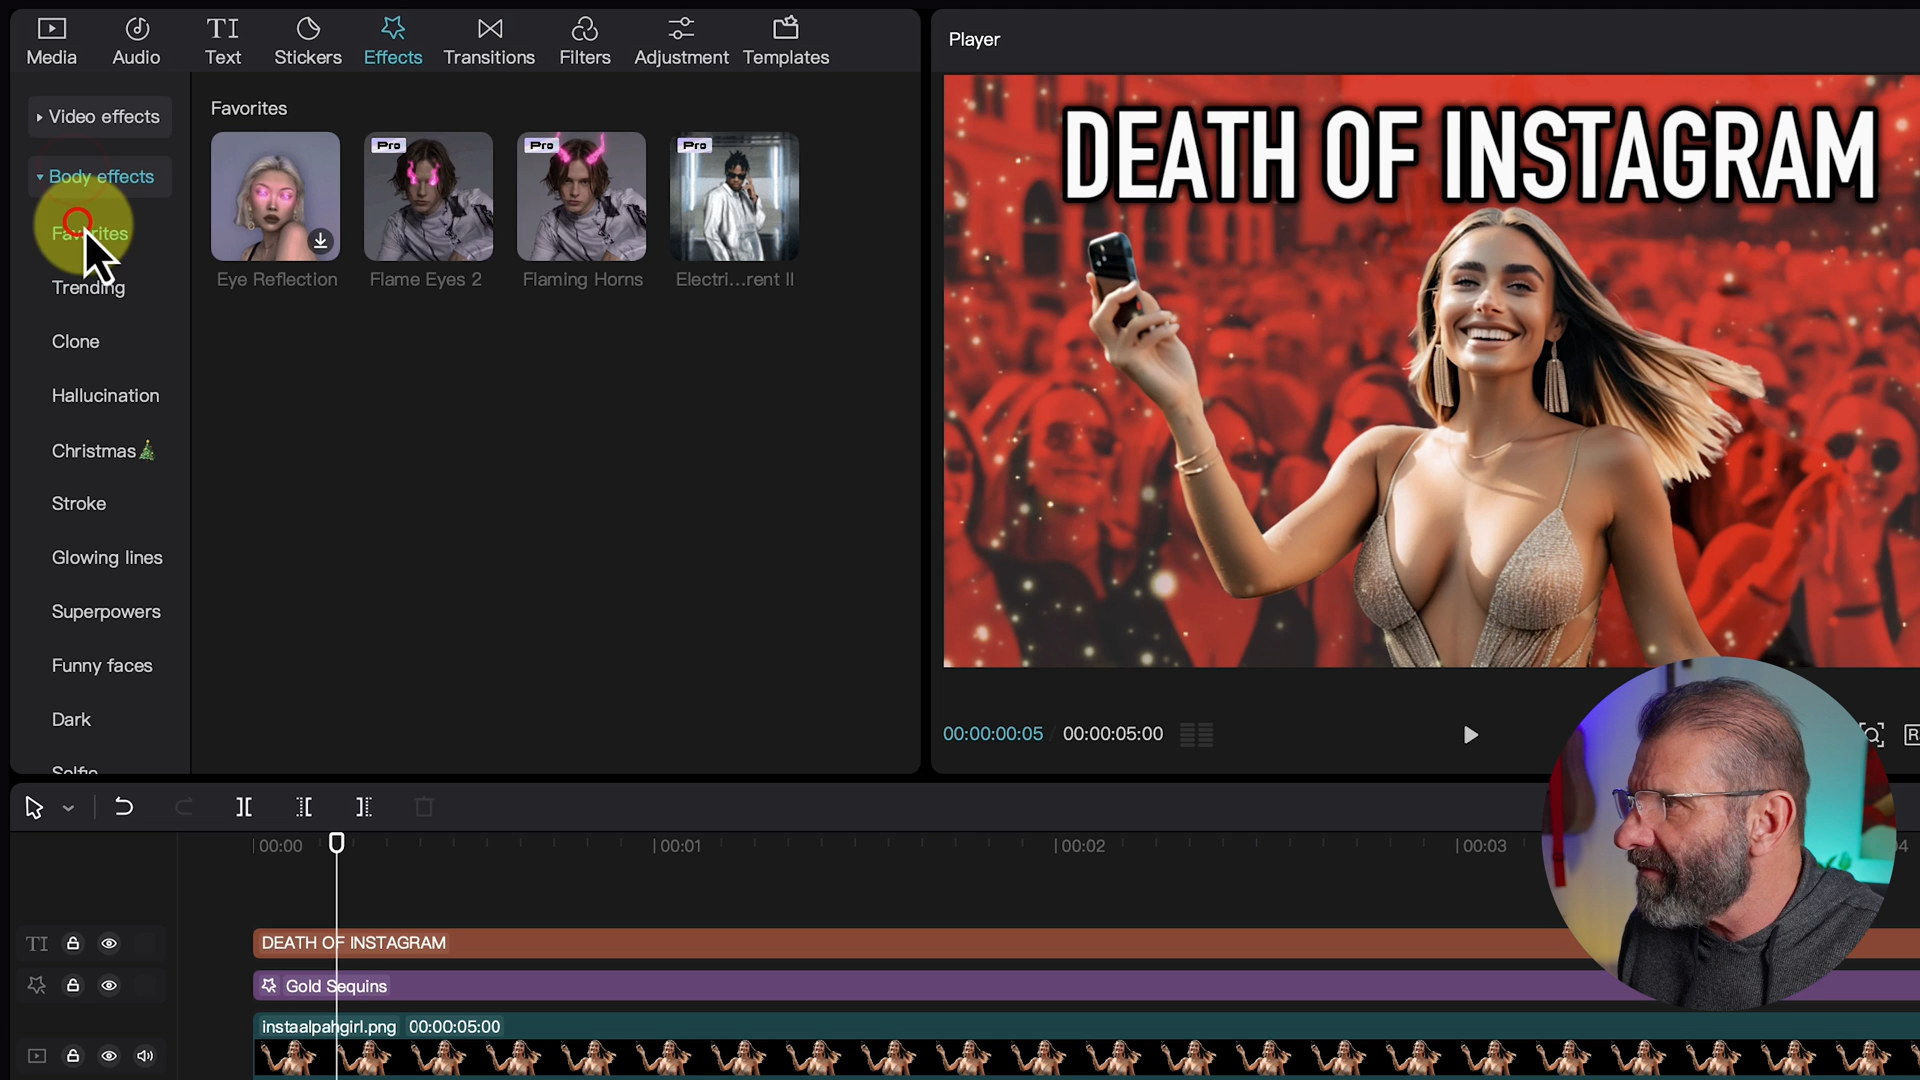 Media
Audio
Text
Stickers
Effects
Transitions
Filters
Adjustment
Templates
Player
Video effects
Body effects
Favorites
Trending
Clone
Hallucination
Christmas🎄
Stroke
Glowing lines
Superpowers
Funny faces
Dark
Selfie
Favorites
Pro
Pro
Pro
Eye Reflection
Flame Eyes 2
Flaming Horns
Electri...rent II
DEATH OF INSTAGRAM
00:00:00:05
00:00:05:00
00:00
00:01
00:02
00:03
DEATH OF INSTAGRAM
Gold Sequins
instaalpahgirl.png 00:00:05:00